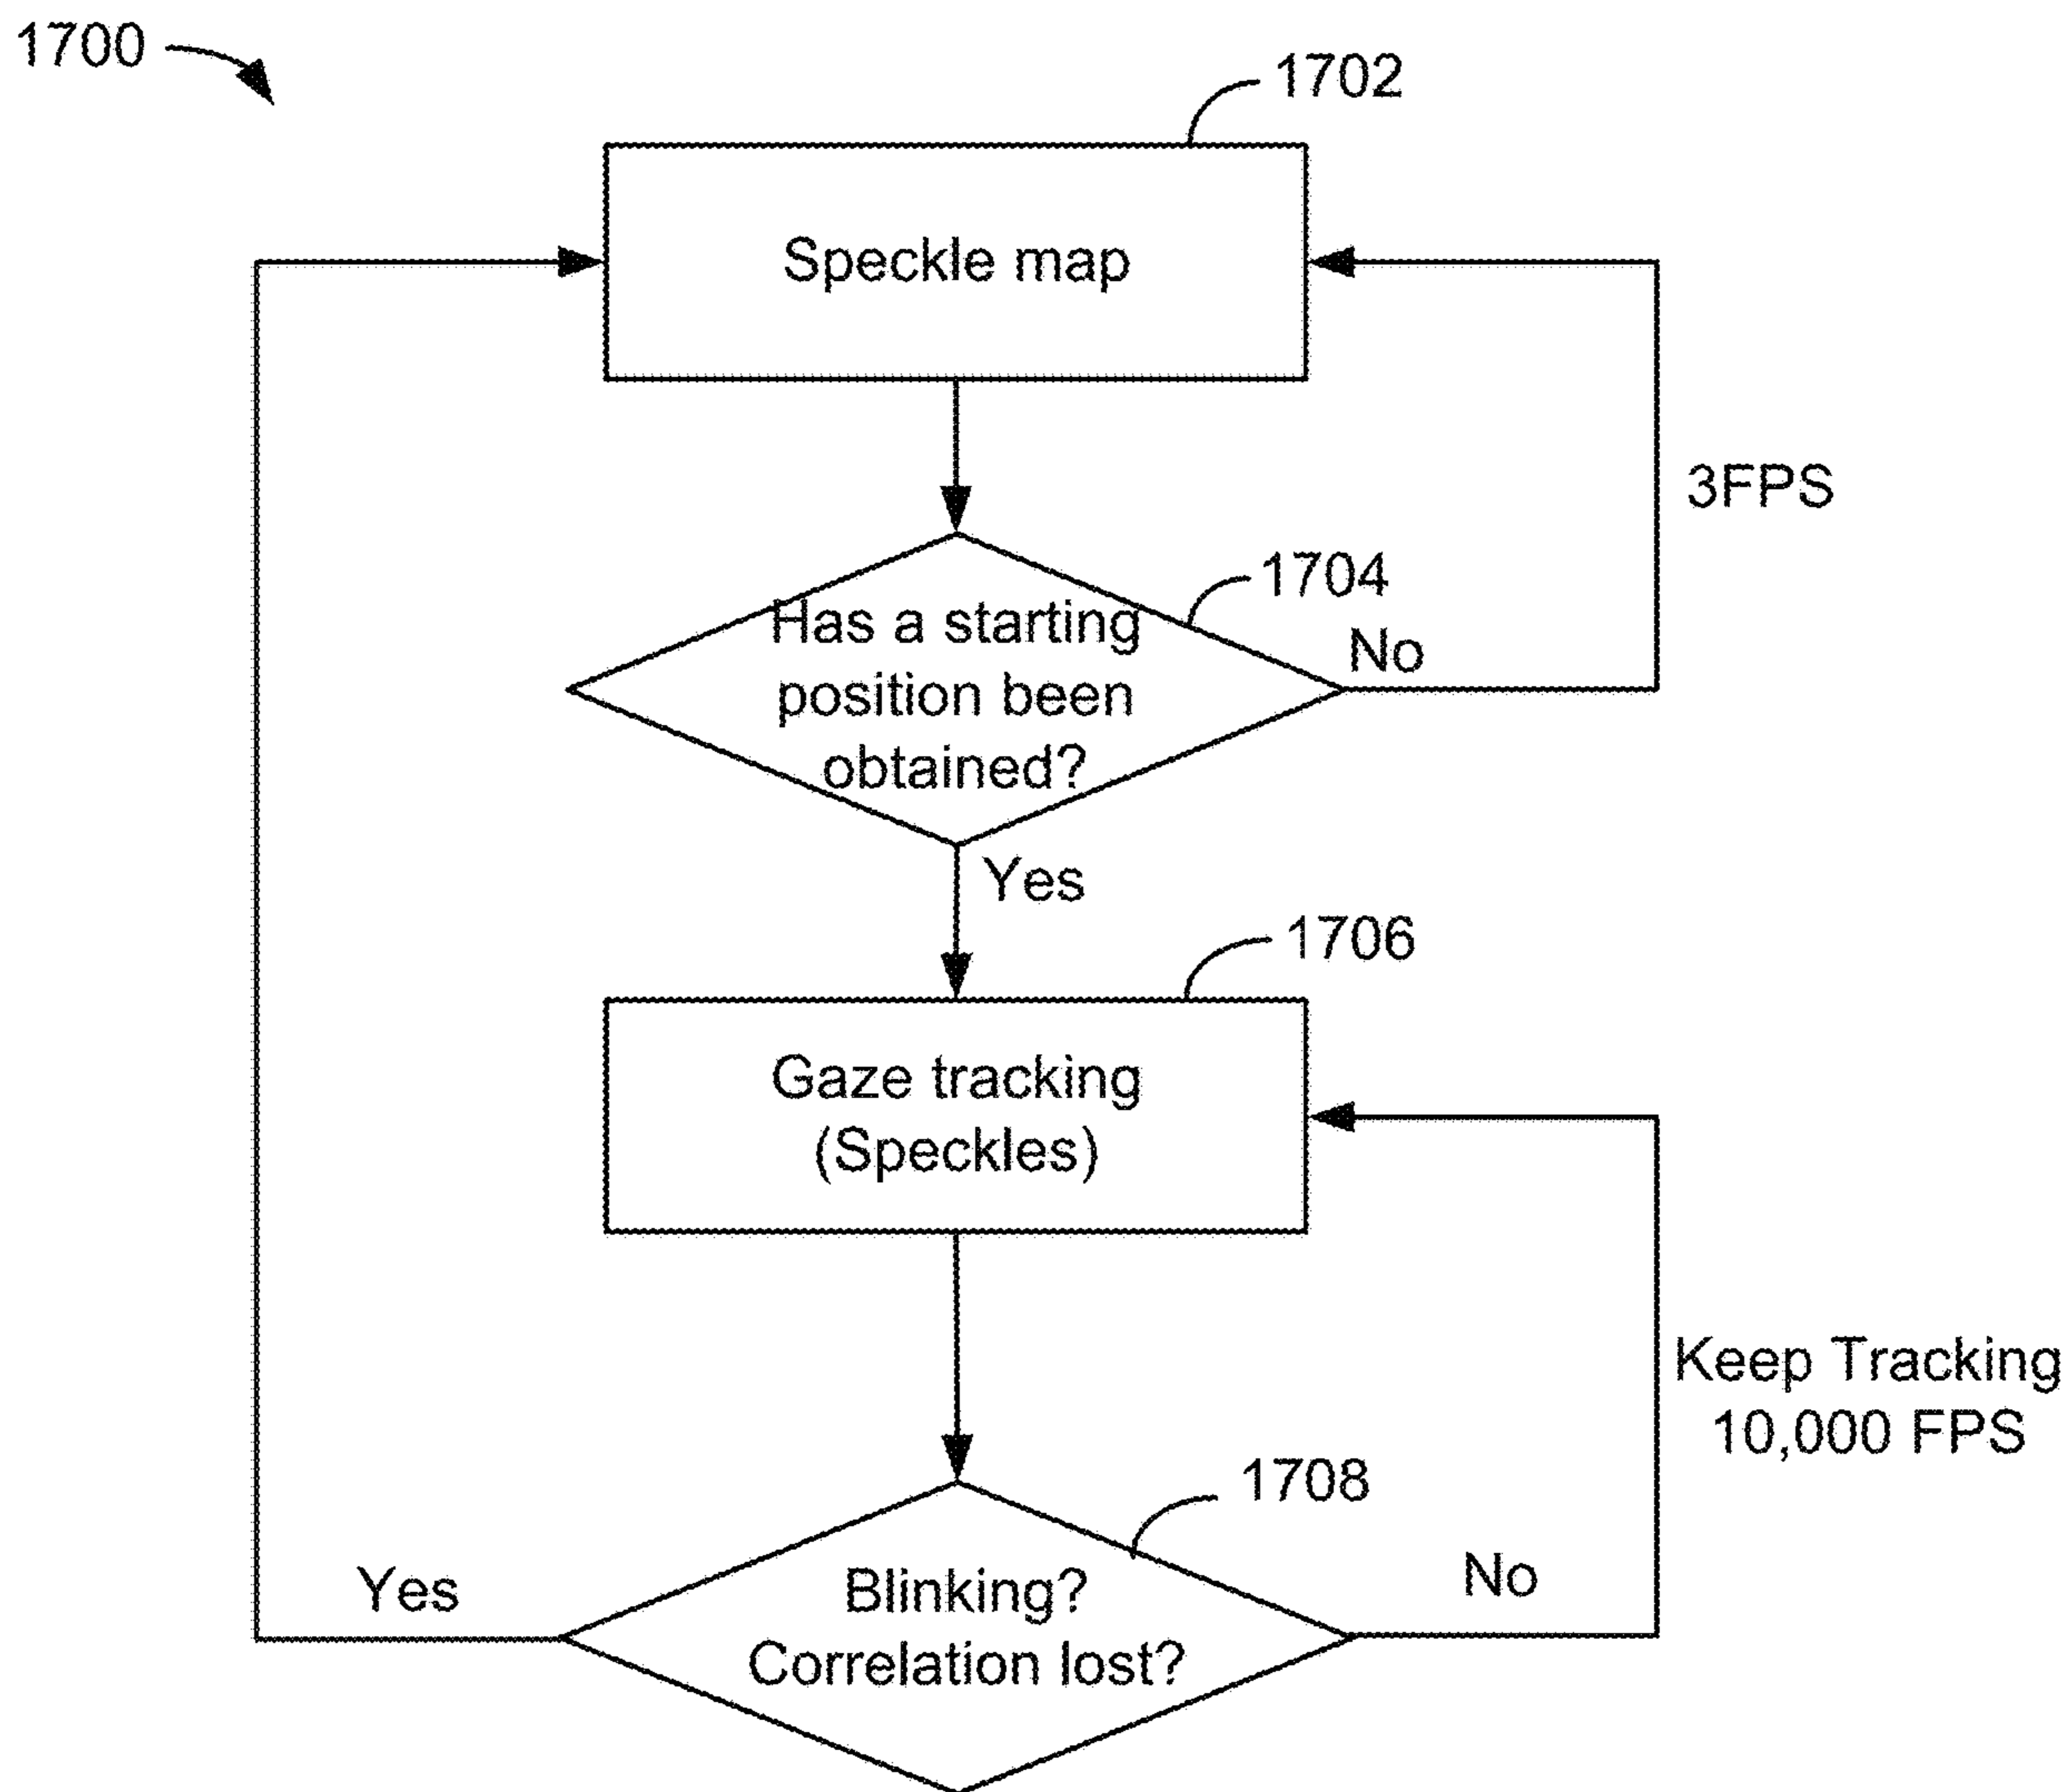 1700
1702
Speckle map
3FPS
1704
Has a starting
position been
obtained?
No
Yes
1706
Gaze tracking
(Speckles)
Keep Tracking
10,000 FPS
1708
Blinking?
Correlation lost?
Yes
No